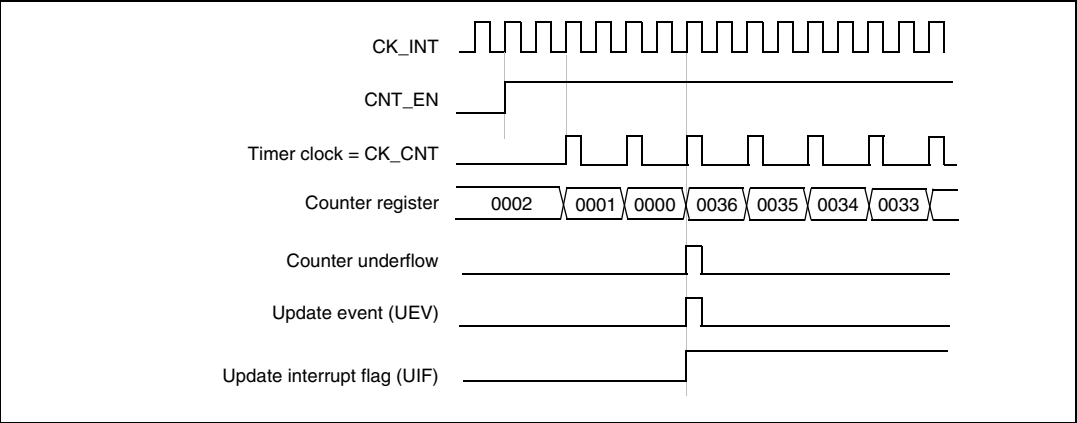 CK_INT
CNT_EN
Timer clock = CK_CNT
Counter register 0002 0001 0000 0036 0035 0034 0033
Counter underflow
Update event (UEV)
Update interrupt flag (UIF)